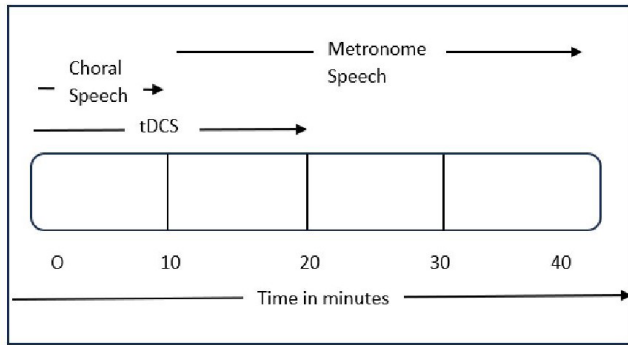 Metronome
Speech
Choral
Speech
tDCS
O 10 20 30 40
Time in minutes